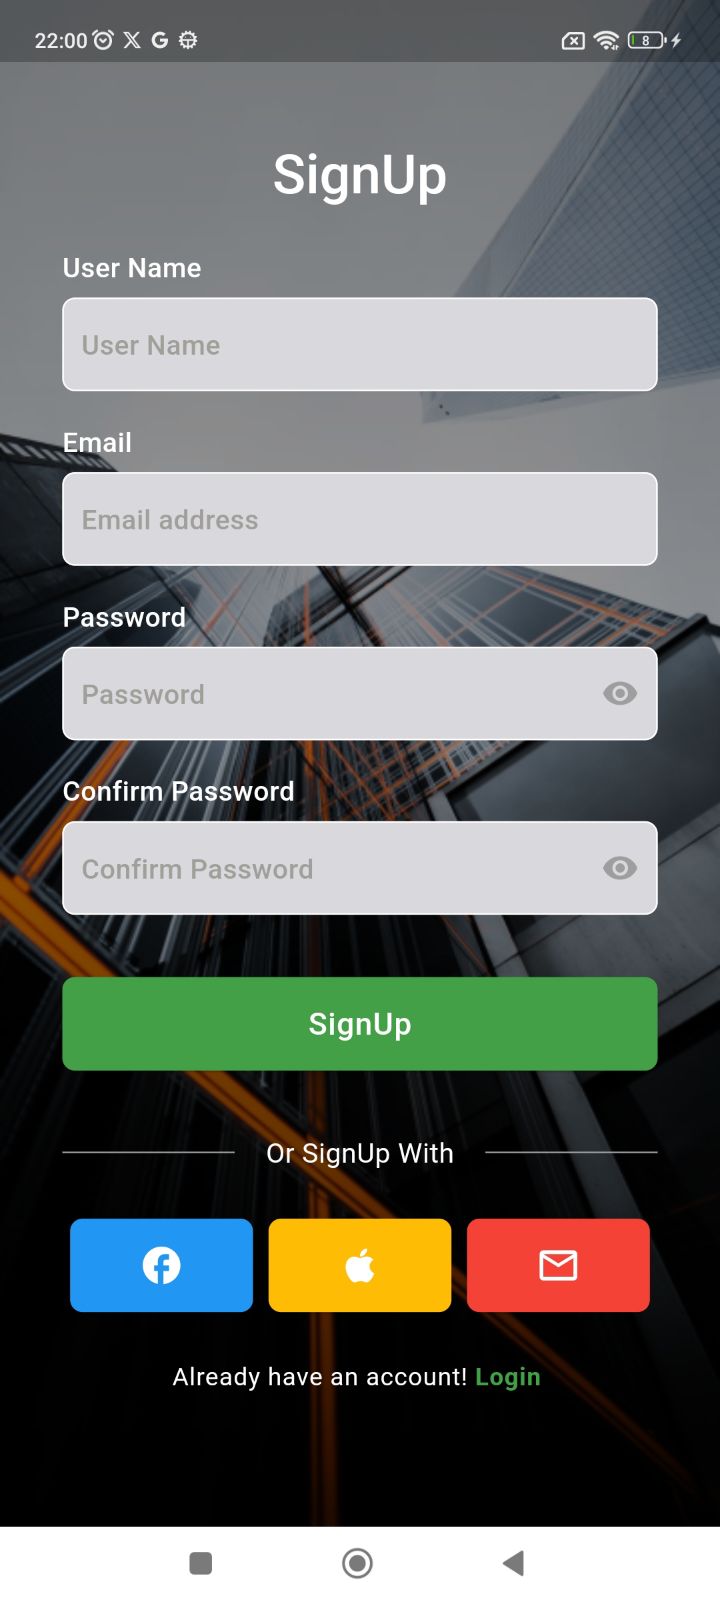 22:00
8
SignUp
User Name
User Name
Email
Email address
Password
Password
Confirm Password
Confirm Password
SignUp
Or SignUp With
Already have an account! Login